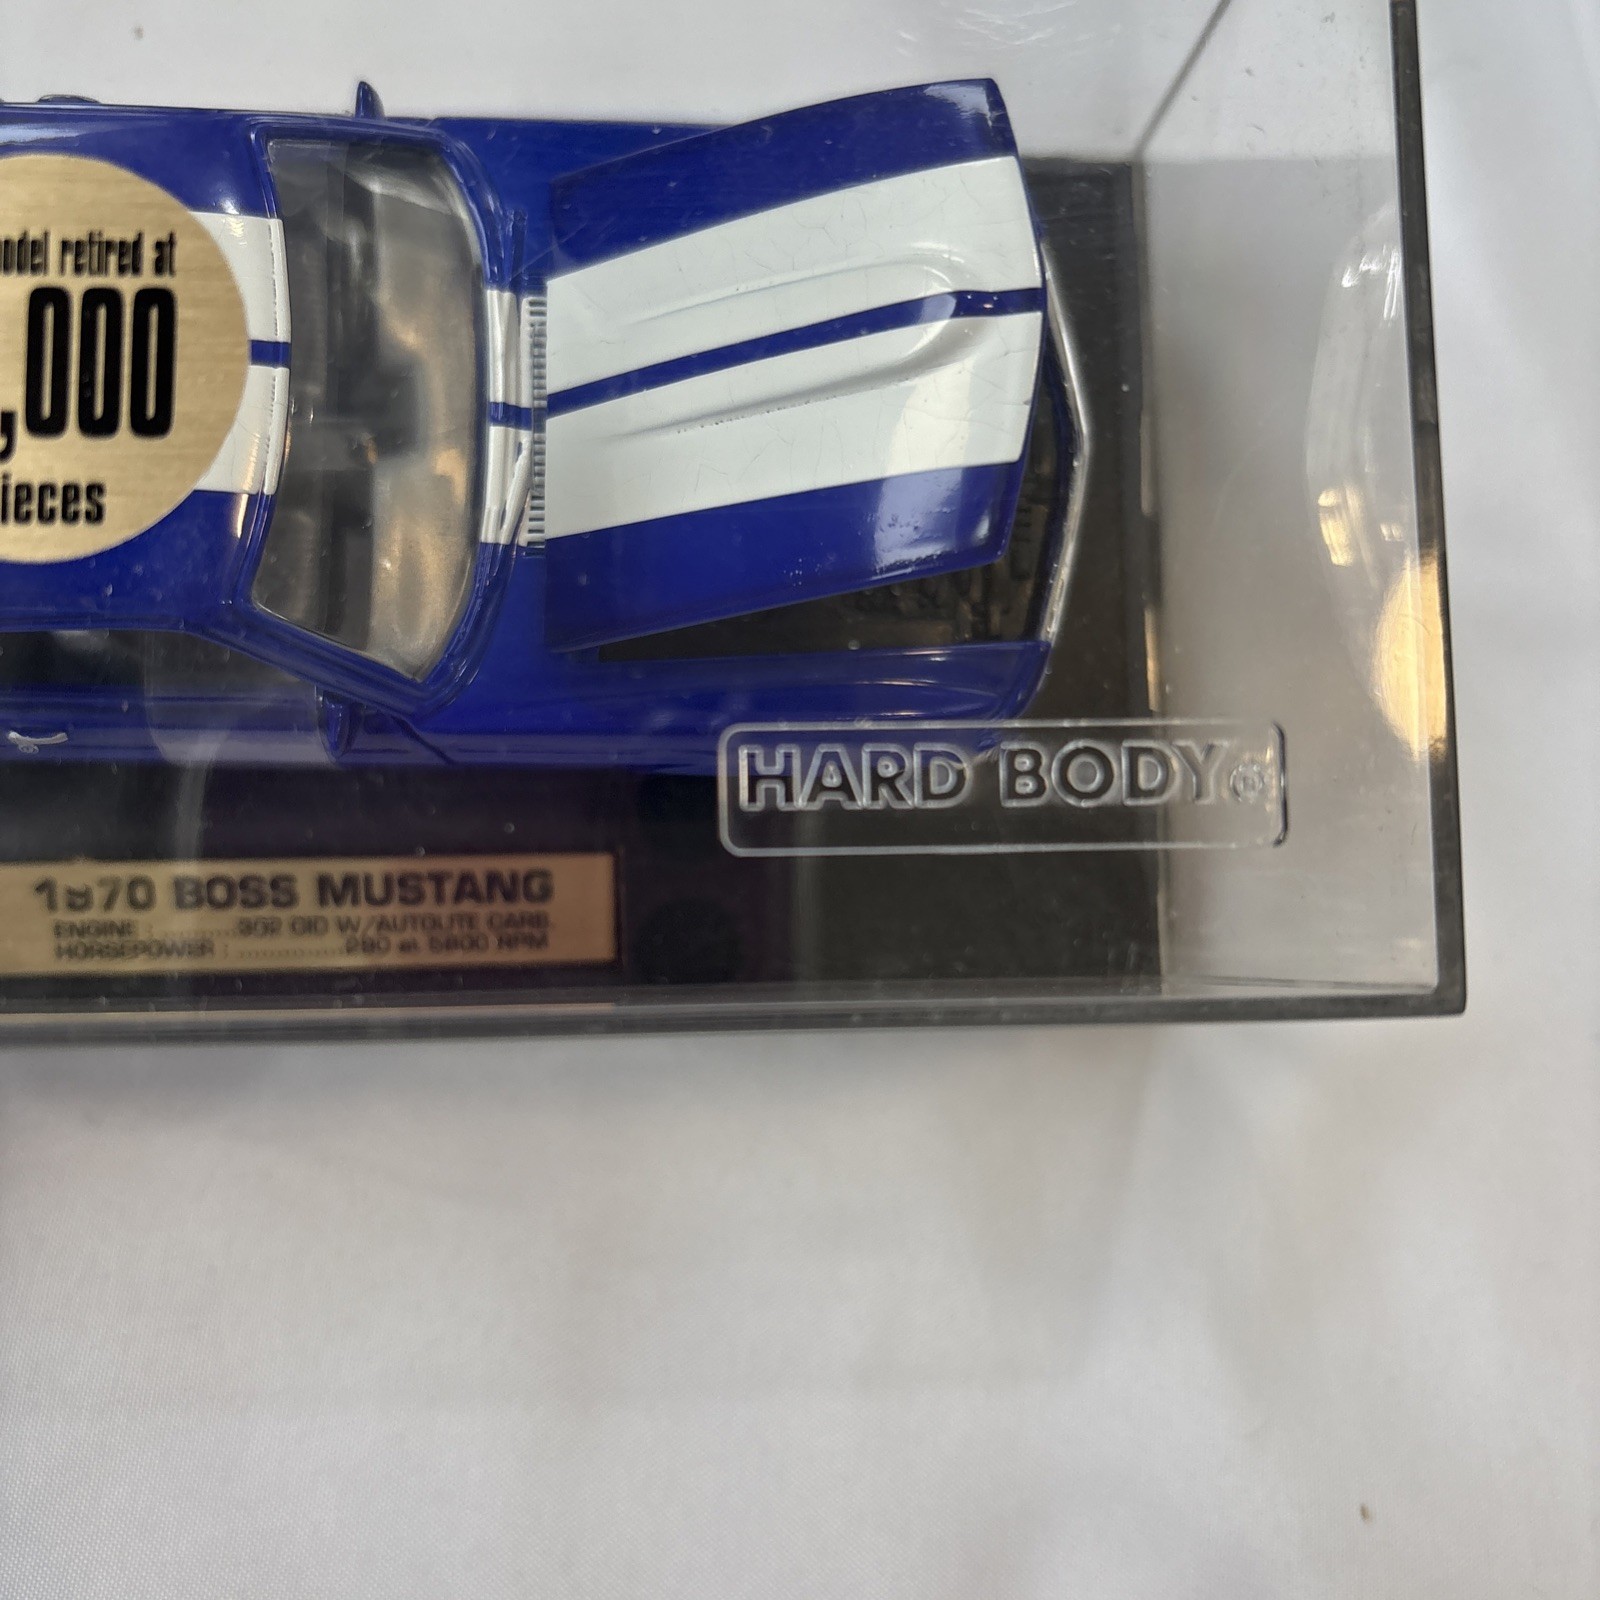 odel retired at
,000
ieces
HARD BODY®
1970 BOSS MUSTANG
ENGINE : ..........302 CID W/AUTOLITE CARB.
HORSEPOWER : ...............290 at 5800 RPM